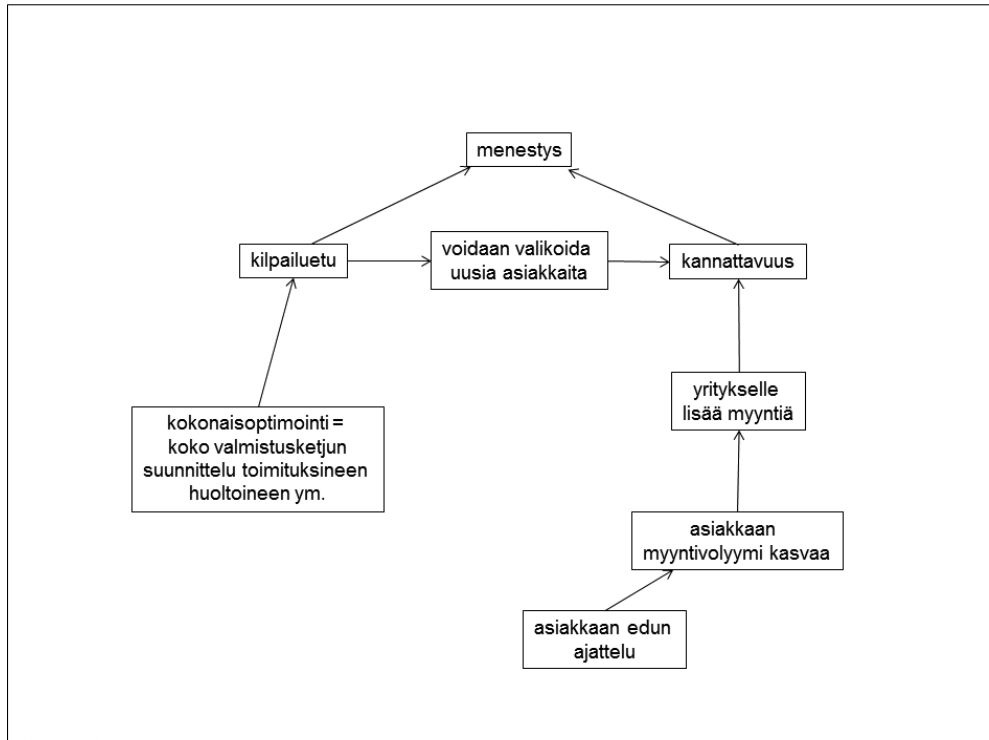 menestys
kilpailuetu
voidaan valikoida
uusia asiakkaita
kannattavuus
yritykselle
lisää myyntiä
kokonaisoptimointi =
koko valmistusketjun
suunnittelu toimituksineen
huoltoineen ym.
asiakkaan
myyntivolyymi kasvaa
asiakkaan edun
ajattelu